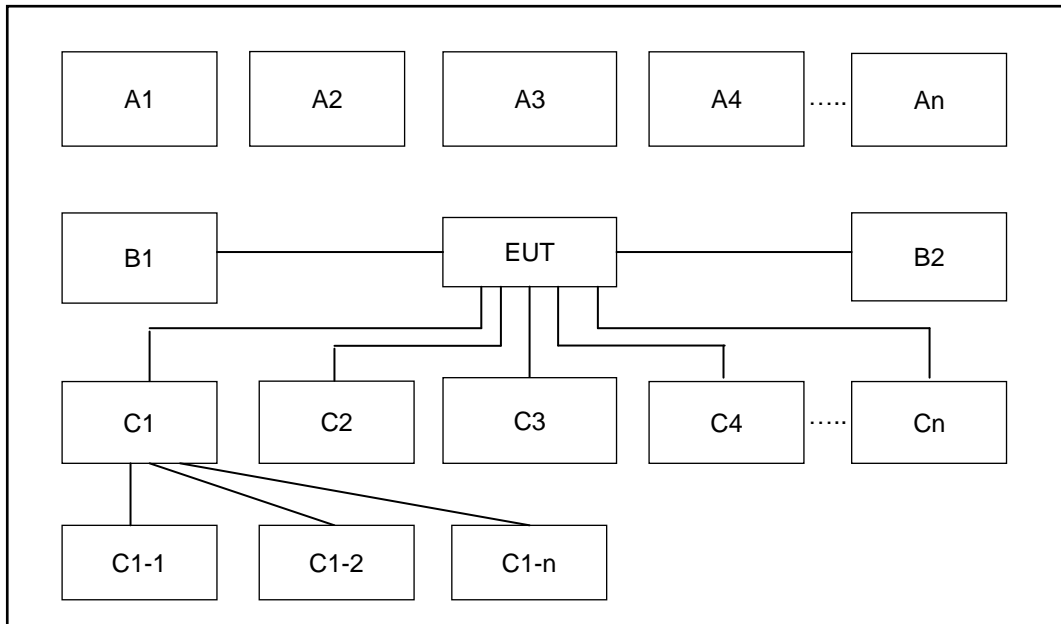 A1 A2 A3 A4 ..... An
B1 EUT B2
C1 C2 C3 C4 ..... Cn
C1-1 C1-2 C1-n